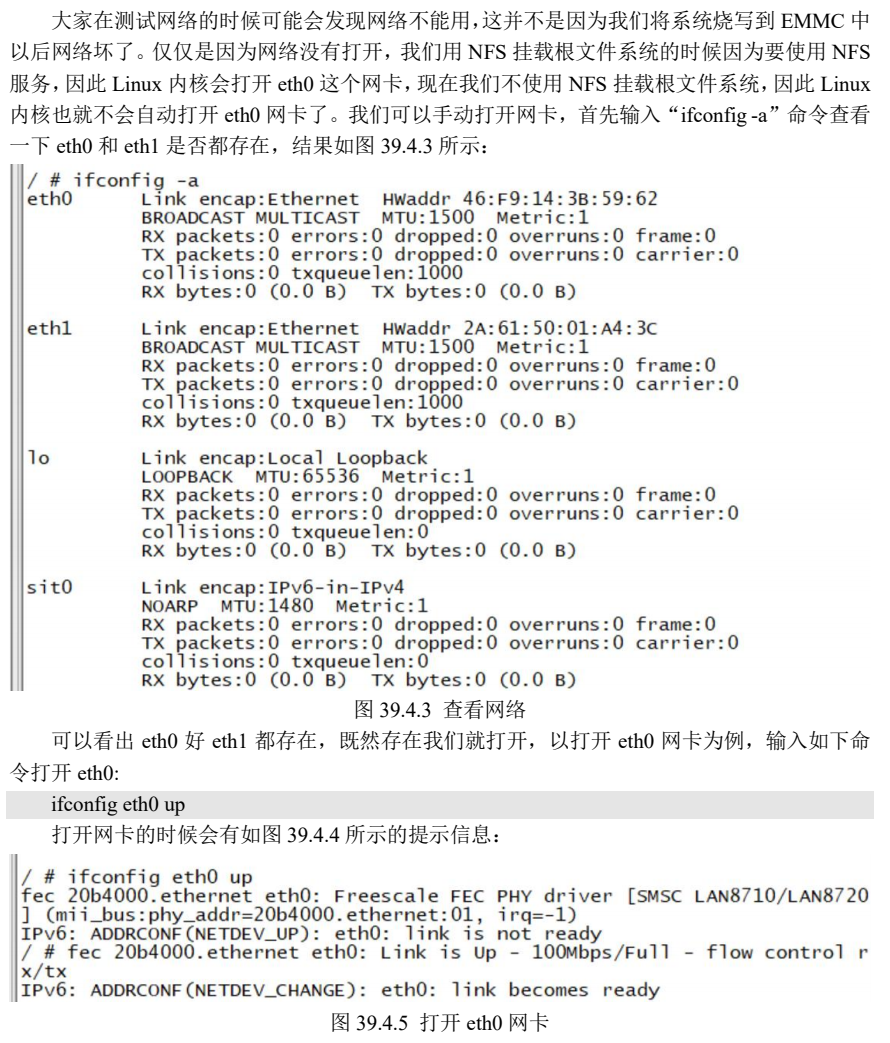 大家在测试网络的时候可能会发现网络不能用，这并不是因为我们将系统烧写到 EMMC 中
以后网络坏了。仅仅是因为网络没有打开，我们用 NFS 挂载根文件系统的时候因为要使用 NFS
服务，因此 Linux 内核会打开 eth0 这个网卡，现在我们不使用 NFS 挂载根文件系统，因此 Linux
内核也就不会自动打开 eth0 网卡了。我们可以手动打开网卡，首先输入“ifconfig -a”命令查看
一下 eth0 和 eth1 是否都存在，结果如图 39.4.3 所示：
/ # ifconfig -a
eth0 Link encap:Ethernet HWaddr 46:F9:14:3B:59:62
BROADCAST MULTICAST MTU:1500 Metric:1
RX packets:0 errors:0 dropped:0 overruns:0 frame:0
TX packets:0 errors:0 dropped:0 overruns:0 carrier:0
collisions:0 txqueuelen:1000
RX bytes:0 (0.0 B) TX bytes:0 (0.0 B)
eth1 Link encap:Ethernet HWaddr 2A:61:50:01:A4:3C
BROADCAST MULTICAST MTU:1500 Metric:1
RX packets:0 errors:0 dropped:0 overruns:0 frame:0
TX packets:0 errors:0 dropped:0 overruns:0 carrier:0
collisions:0 txqueuelen:1000
RX bytes:0 (0.0 B) TX bytes:0 (0.0 B)
lo Link encap:Local Loopback
LOOPBACK MTU:65536 Metric:1
RX packets:0 errors:0 dropped:0 overruns:0 frame:0
TX packets:0 errors:0 dropped:0 overruns:0 carrier:0
collisions:0 txqueuelen:0
RX bytes:0 (0.0 B) TX bytes:0 (0.0 B)
sit0 Link encap:IPv6-in-IPv4
NOARP MTU:1480 Metric:1
RX packets:0 errors:0 dropped:0 overruns:0 frame:0
TX packets:0 errors:0 dropped:0 overruns:0 carrier:0
collisions:0 txqueuelen:0
RX bytes:0 (0.0 B) TX bytes:0 (0.0 B)
图 39.4.3 查看网络
可以看出 eth0 好 eth1 都存在，既然存在我们就打开，以打开 eth0 网卡为例，输入如下命
令打开 eth0:
ifconfig eth0 up
打开网卡的时候会有如图 39.4.4 所示的提示信息：
/ # ifconfig eth0 up
fec 20b4000.ethernet eth0: Freescale FEC PHY driver [SMSC LAN8710/LAN8720
] (mii_bus:phy_addr=20b4000.ethernet:01, irq=-1)
IPv6: ADDRCONF(NETDEV_UP): eth0: link is not ready
/ # fec 20b4000.ethernet eth0: Link is Up - 100Mbps/Full - flow control r
x/tx
IPv6: ADDRCONF(NETDEV_CHANGE): eth0: link becomes ready
图 39.4.5 打开 eth0 网卡